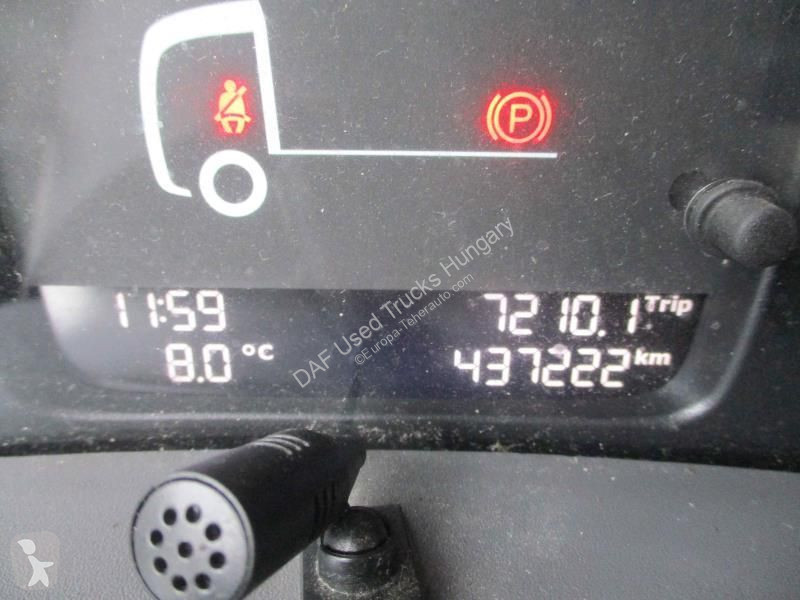 P
11:59 7210.1 Trip
8.0 °C 437222 km
DAF Used Trucks Hungary
©Europa-Teherauto.com